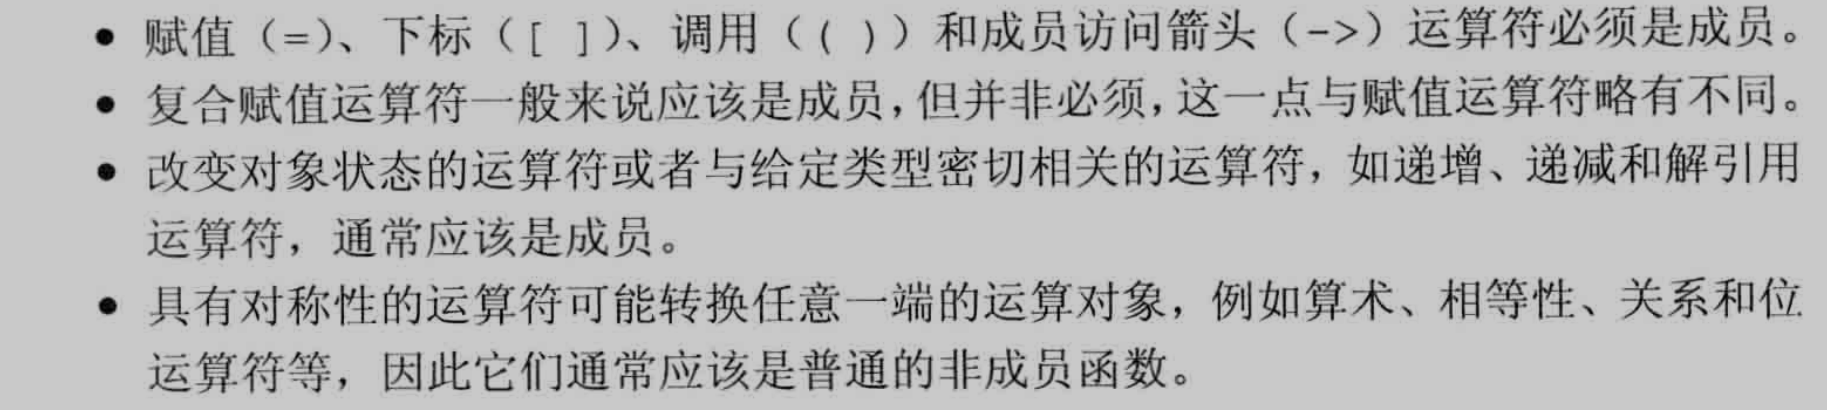 • 赋值（=）、下标（[ ]）、调用（( )）和成员访问箭头（->）运算符必须是成员。
• 复合赋值运算符一般来说应该是成员，但并非必须，这一点与赋值运算符略有不同。
• 改变对象状态的运算符或者与给定类型密切相关的运算符，如递增、递减和解引用
运算符，通常应该是成员。
• 具有对称性的运算符可能转换任意一端的运算对象，例如算术、相等性、关系和位
运算符等，因此它们通常应该是普通的非成员函数。